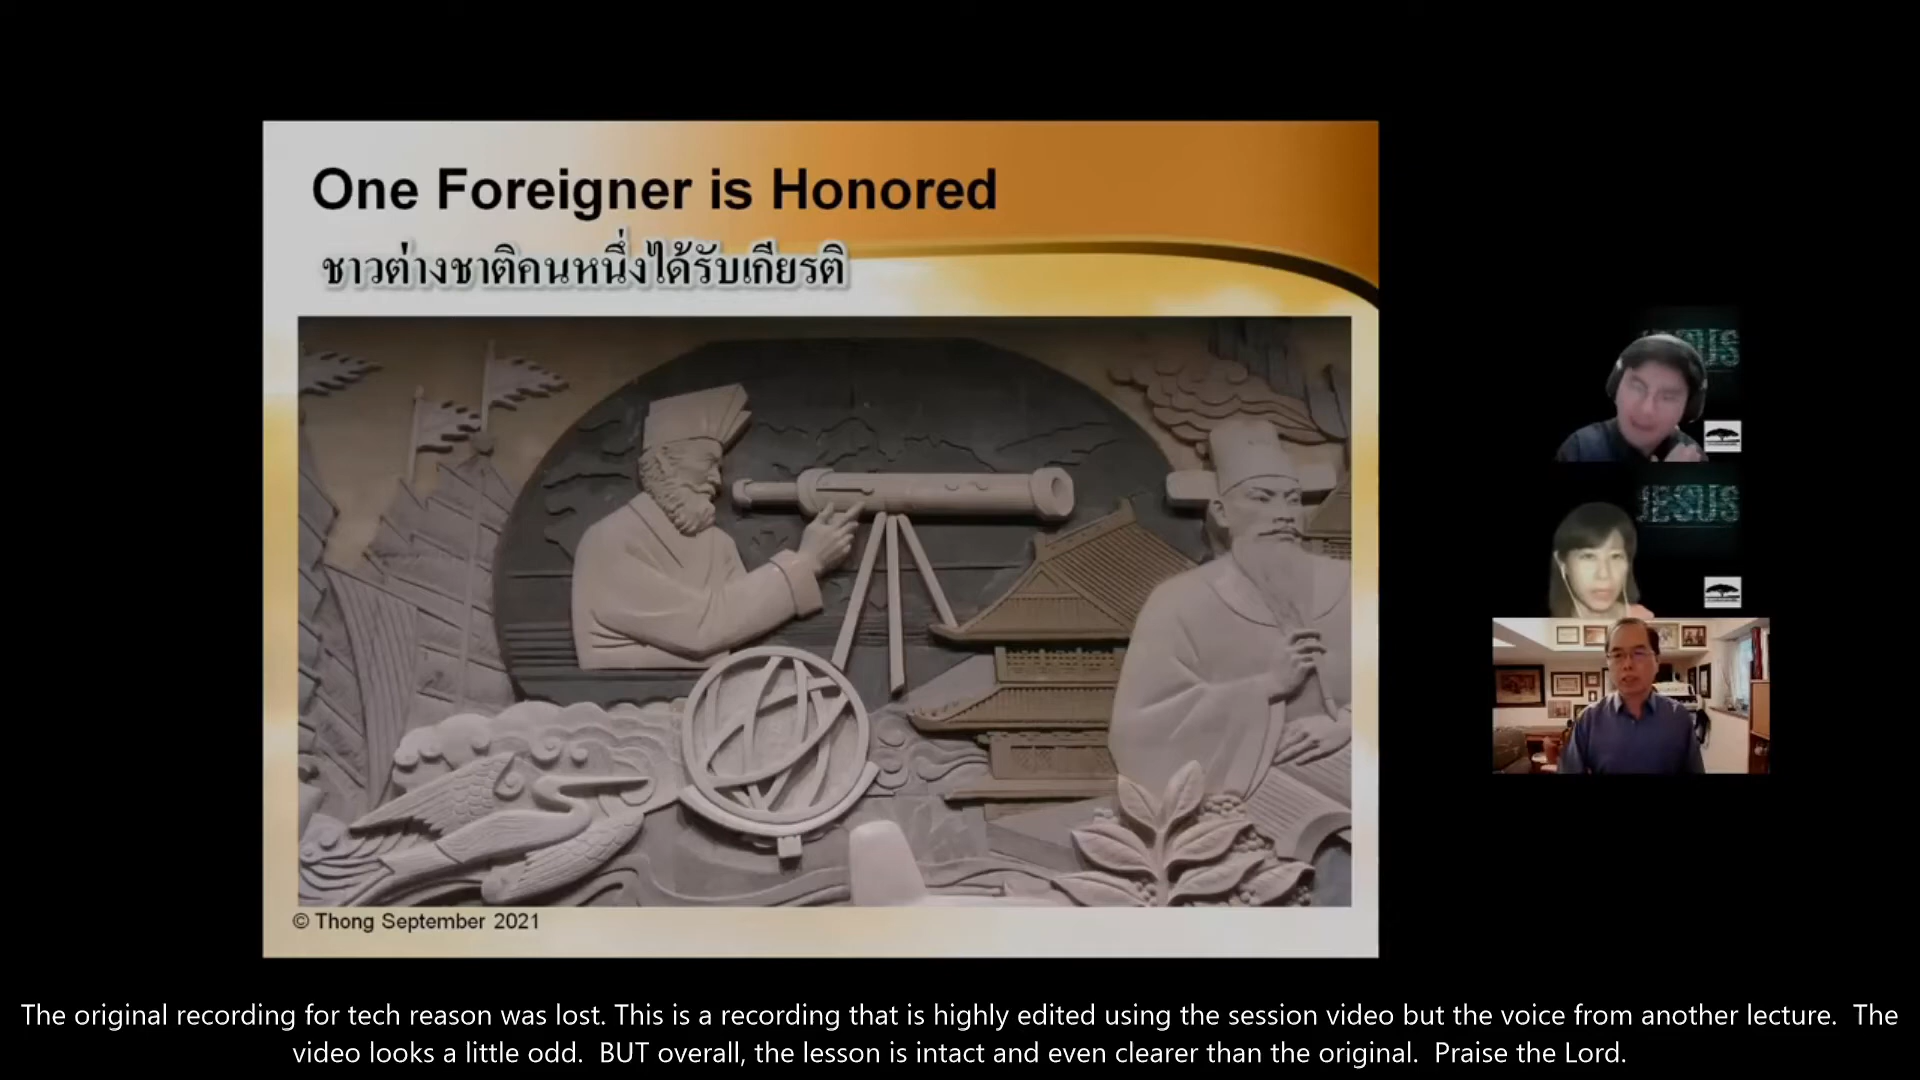 One Foreigner is Honored
ชาวต่างชาติคนหนึ่งได้รับเกียรติ
© Thong September 2021
JESUS
JESUS
The original recording for tech reason was lost. This is a recording that is highly edited using the session video but the voice from another lecture.  The
video looks a little odd.  BUT overall, the lesson is intact and even clearer than the original.  Praise the Lord.